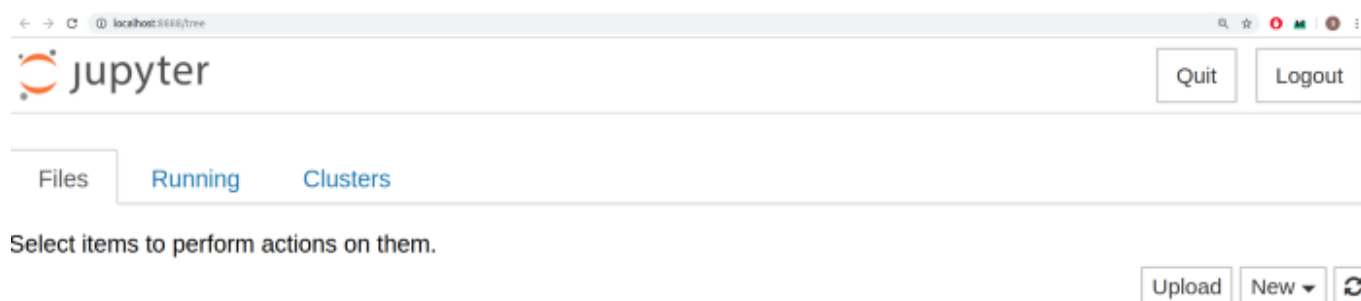 localhost:8888/tree
jupyter
Quit
Logout
Files
Running
Clusters
Select items to perform actions on them.
Upload
New